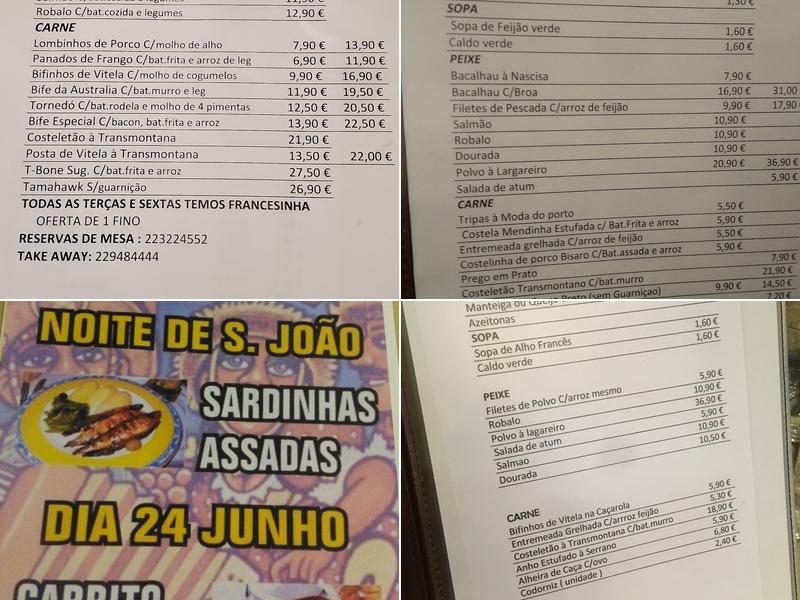 Robalo C/bat.cozida e legumes 12,90 €
CARNE
Lombinhos de Porco C/molho de alho 7,90 € 13,90 €
Panados de Frango C/bat.frita e arroz de leg 6,90 € 11,90 €
Bifinhos de Vitela C/molho de cogumelos 9,90 € 16,90 €
Bife da Australia C/bat.murro e leg 11,90 € 19,50 €
Tornedó C/bat.rodela e molho de 4 pimentas 12,50 € 20,50 €
Bife Especial C/bacon, bat.frita e arroz 13,90 € 22,50 €
Costeletão à Transmontana 21,90 €
Posta de Vitela à Transmontana 13,50 € 22,00 €
T-Bone Sug. C/bat.frita e arroz 27,50 €
Tamahawk S/guarnição 26,90 €
TODAS AS TERÇAS E SEXTAS TEMOS FRANCESINHA
OFERTA DE 1 FINO
RESERVAS DE MESA : 223224552
TAKE AWAY: 229484444
SOPA
Sopa de Feijão verde 1,60 €
Caldo verde 1,60 €
PEIXE
Bacalhau à Nascisa 7,90 €
Bacalhau C/Broa 16,90 € 31,00
Filetes de Pescada C/arroz de feijão 9,90 € 17,90
Salmão 10,90 €
Robalo 10,90 €
Dourada 10,90 €
Polvo à Largareiro 20,90 € 36,90 €
Salada de atum 5,90 €
CARNE
Tripas à Moda do porto 5,50 €
Costela Mendinha Estufada c/ Bat.Frita e arroz 5,90 €
Entremeada grelhada C/arroz de feijão 5,50 €
Costelinha de porco Bisaro C/Bat.assada e arroz 5,90 €
Prego em Prato 7,90 €
Costeletão Transmontano C/bat.murro 21,90 €
Preto (sem Guarniçao) 9,90 € 14,50 €
7,20 €
NOITE DE S. JOÃO
SARDINHAS
ASSADAS
DIA 24 JUNHO
CABRITO
Manteiga ou Queijo
Azeitonas
SOPA
Sopa de Alho Francês 1,60 €
Caldo verde 1,60 €
PEIXE
Filetes de Polvo C/arroz mesmo 5,90 €
Robalo 10,90 €
Polvo à lagareiro 36,90 €
Salada de atum 5,90 €
Salmao 10,90 €
Dourada 10,50 €
CARNE
Bifinhos de Vitela na Caçarola 5,90 €
Entremeada Grelhada C/arrroz feijão 5,30 €
Costeletão à Transmontana C/bat.murro 18,90 €
Anho Estufado à Serrano 5,90 €
Alheira de Caça C/ovo 6,80 €
Codorniz ( unidade ) 2,40 €